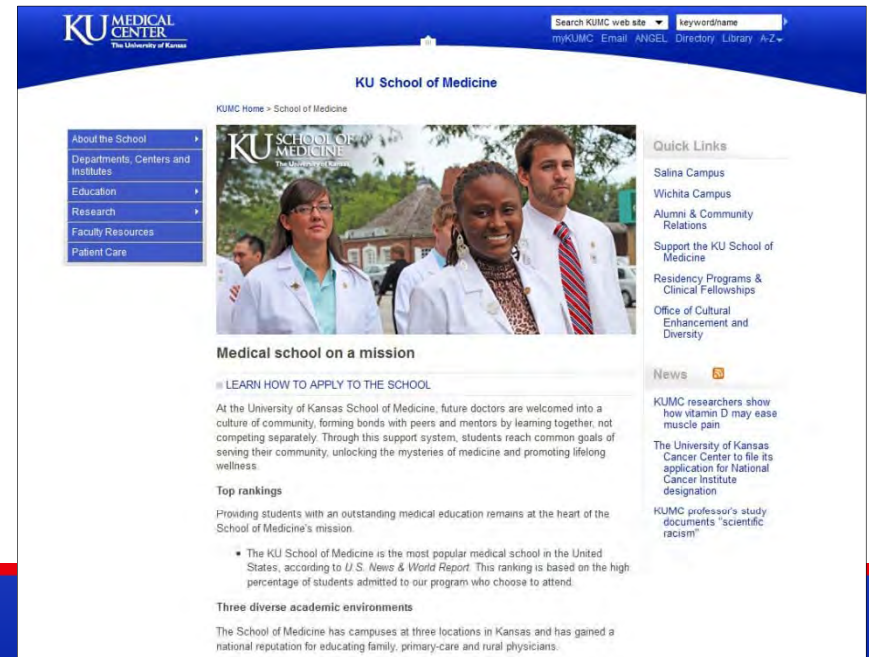 KU MEDICAL
CENTER
The University of Kansas
Search KUMC web site
keyword/name
myKUMC Email ANGEL Directory Library A-Z
KU School of Medicine
KUMC Home > School of Medicine
About the School
Departments, Centers and
Institutes
Education
Research
Faculty Resources
Patient Care
KU SCHOOL OF
MEDICINE
The University of Kansas
Medical school on a mission
LEARN HOW TO APPLY TO THE SCHOOL
At the University of Kansas School of Medicine, future doctors are welcomed into a
culture of community, forming bonds with peers and mentors by learning together, not
competing separately. Through this support system, students reach common goals of
serving their community, unlocking the mysteries of medicine and promoting lifelong
wellness.
Top rankings
Providing students with an outstanding medical education remains at the heart of the
School of Medicine's mission.
• The KU School of Medicine is the most popular medical school in the United
States, according to U.S. News & World Report. This ranking is based on the high
percentage of students admitted to our program who choose to attend.
Three diverse academic environments
The School of Medicine has campuses at three locations in Kansas and has gained a
national reputation for educating family, primary-care and rural physicians.
Quick Links
Salina Campus
Wichita Campus
Alumni & Community
Relations
Support the KU School of
Medicine
Residency Programs &
Clinical Fellowships
Office of Cultural
Enhancement and
Diversity
News
KUMC researchers show
how vitamin D may ease
muscle pain
The University of Kansas
Cancer Center to file its
application for National
Cancer Institute
designation
KUMC professor's study
documents "scientific
racism"